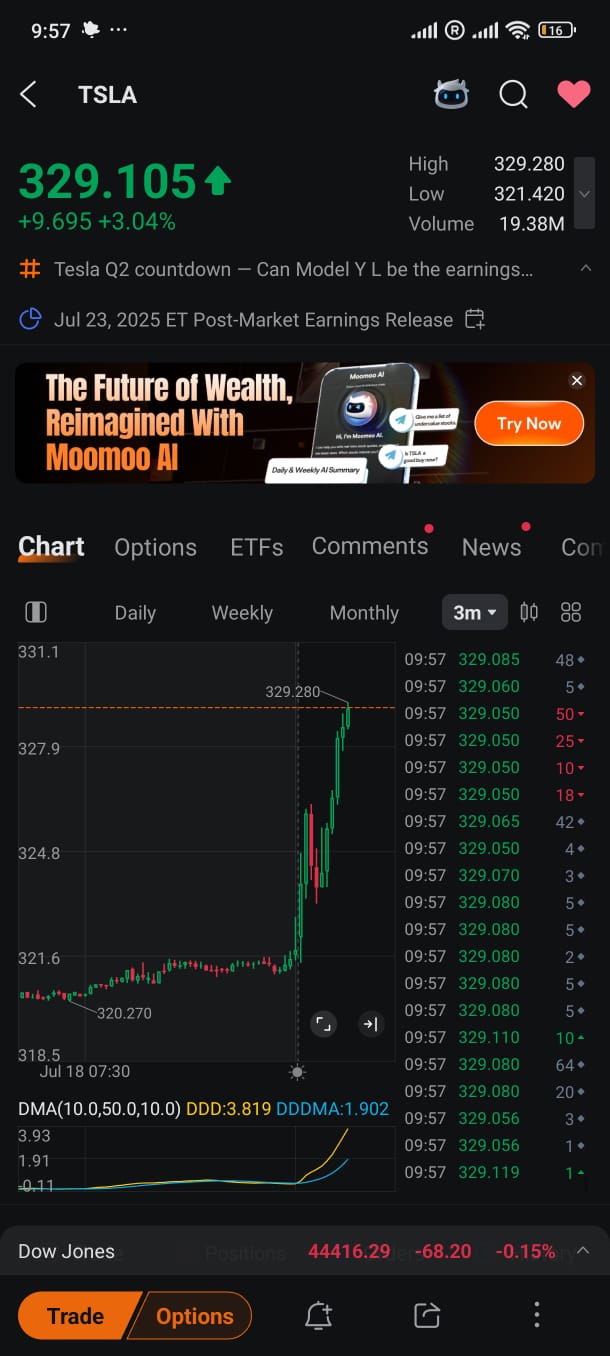 9:57 ... R 16
TSLA
329.105
+9.695 +3.04%
High 329.280
Low 321.420
Volume 19.38M
# Tesla Q2 countdown — Can Model Y L be the earnings...
Jul 23, 2025 ET Post-Market Earnings Release
The Future of Wealth,
Reimagined With
Moomoo AI
Moomoo AI
Hi, I'm Moomoo AI.
Give me a list of
undervalue stocks.
Is TSLA a
good buy now?
Daily & Weekly AI Summary
Try Now
Chart Options ETFs Comments News Com
Daily Weekly Monthly 3m
331.1
327.9
324.8
321.6
318.5
329.280
320.270
Jul 18 07:30
09:57 329.085 48
09:57 329.060 5
09:57 329.050 50
09:57 329.050 25
09:57 329.050 10
09:57 329.050 18
09:57 329.065 42
09:57 329.050 4
09:57 329.070 3
09:57 329.080 5
09:57 329.080 5
09:57 329.080 2
09:57 329.080 5
09:57 329.080 5
09:57 329.110 10
09:57 329.080 64
09:57 329.080 20
09:57 329.056 3
09:57 329.056 1
09:57 329.119 1
DMA(10.0,50.0,10.0) DDD:3.819 DDDMA:1.902
3.93
1.91
-0.11
Dow Jones 44416.29 -68.20 -0.15%
Positions
Trade Options